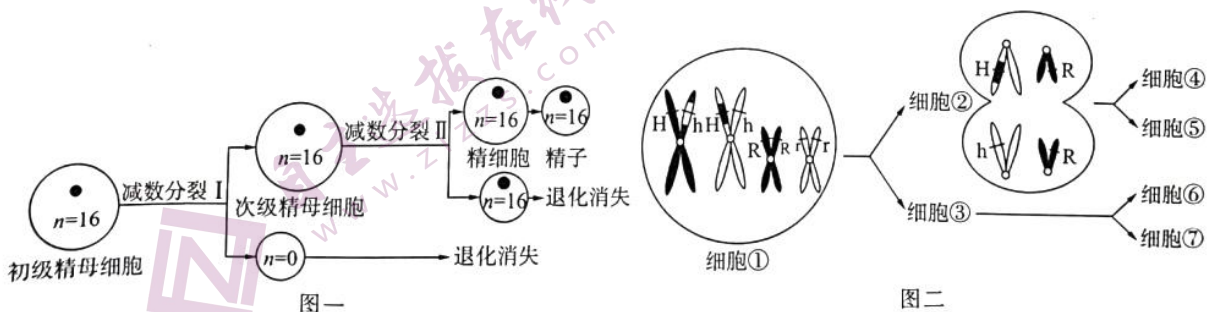 n=16
初级精母细胞
减数分裂Ⅰ
n=16
次级精母细胞
n=0
退化消失
减数分裂Ⅱ
n=16
精细胞
n=16
精子
n=16
退化消失
图一
H h H h
R R r r
细胞①
细胞②
细胞③
H R
h R
细胞④
细胞⑤
细胞⑥
细胞⑦
图二
www.zizzs.com